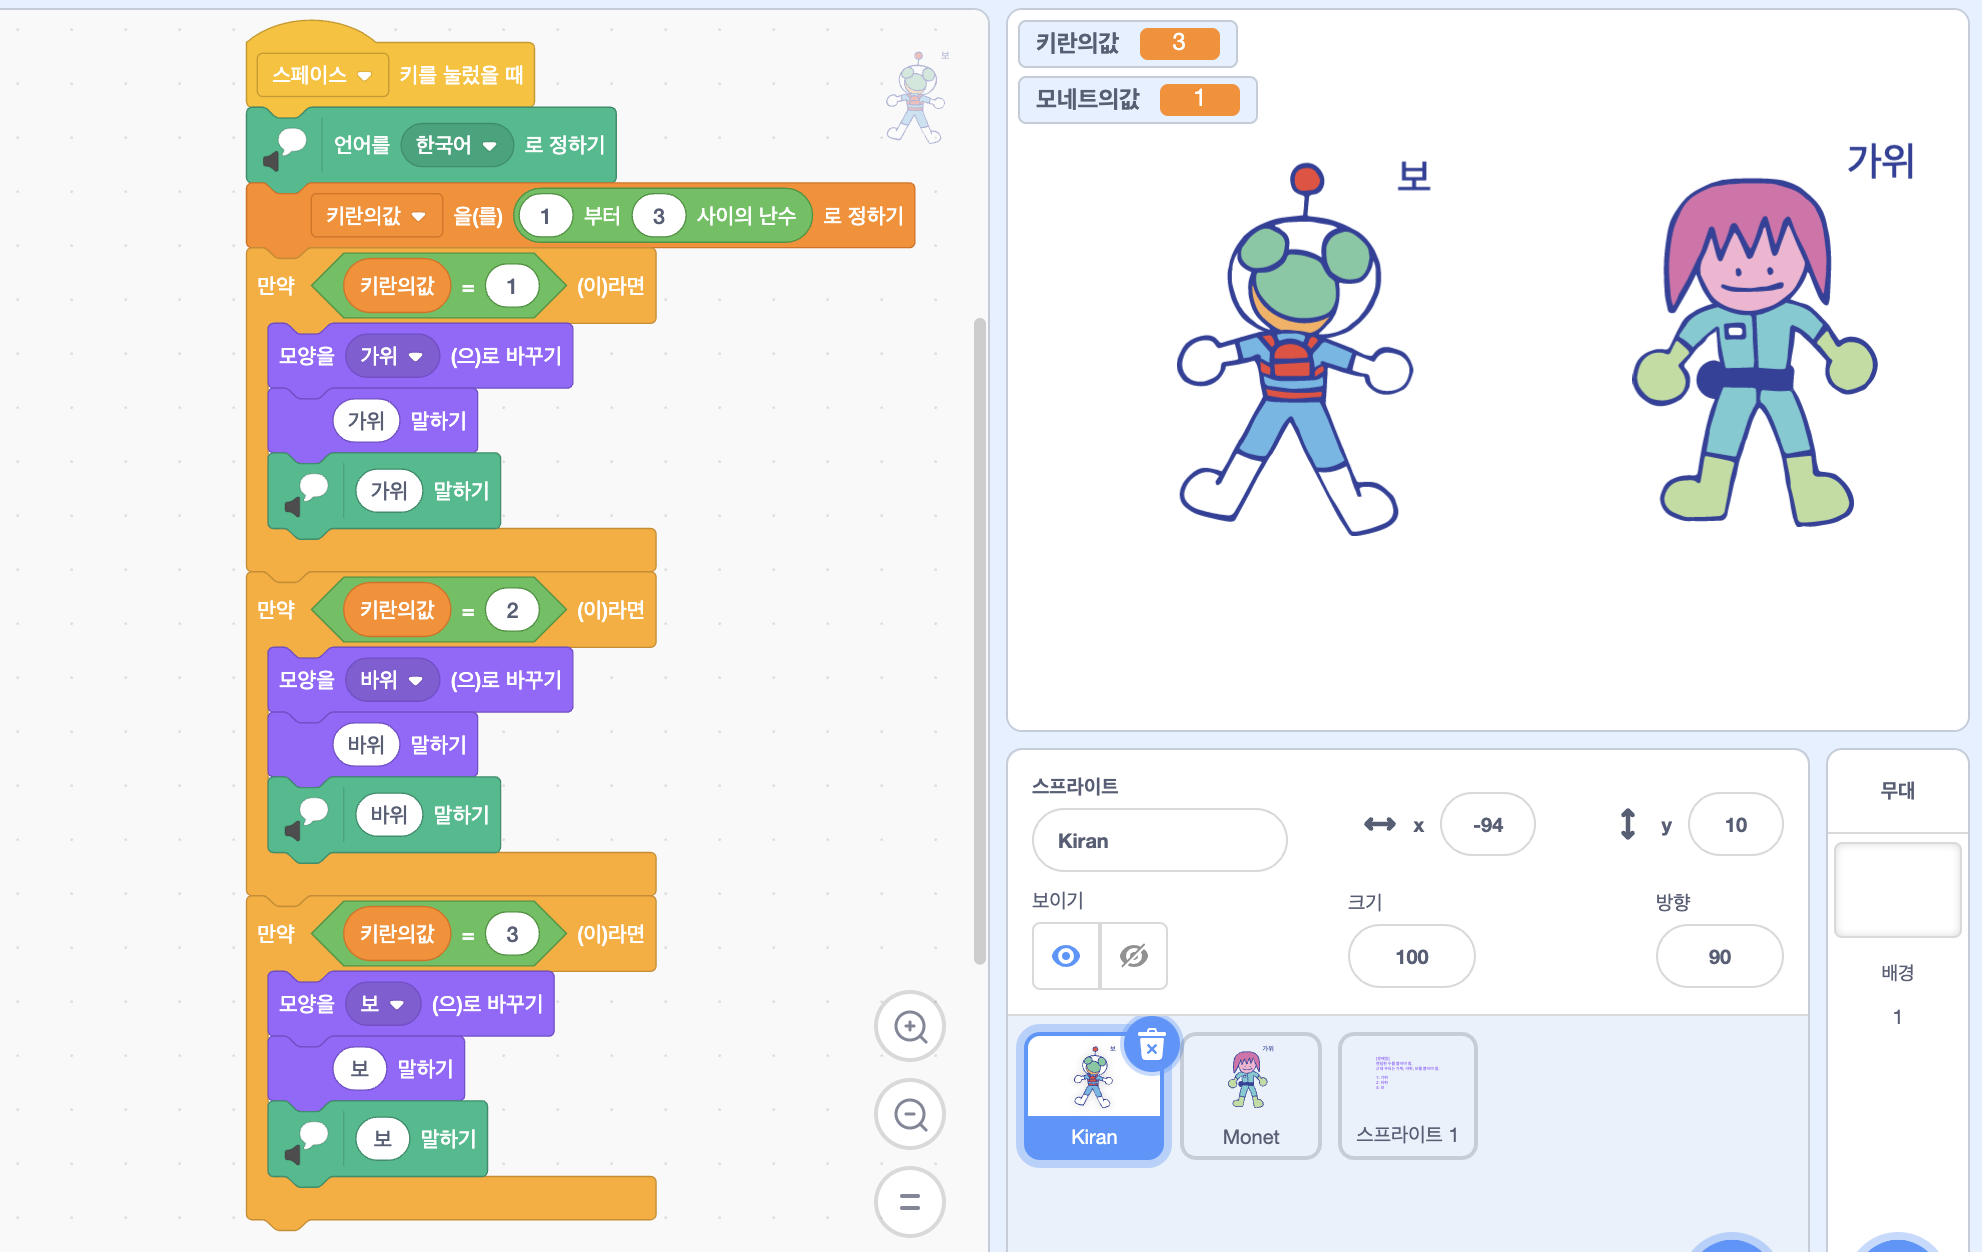 스페이스 키를 눌렀을 때
언어를 한국어 로 정하기
키란의값 을(를) 1 부터 3 사이의 난수 로 정하기
만약 키란의값 = 1 (이)라면
모양을 가위 (으)로 바꾸기
가위 말하기
가위 말하기
만약 키란의값 = 2 (이)라면
모양을 바위 (으)로 바꾸기
바위 말하기
바위 말하기
만약 키란의값 = 3 (이)라면
모양을 보 (으)로 바꾸기
보 말하기
보 말하기
보
키란의값 3
모네트의값 1
보
가위
스프라이트
Kiran
x -94
y 10
보이기
크기
방향
100
90
보
Kiran
가위
Monet
스프라이트 1
무대
배경
1